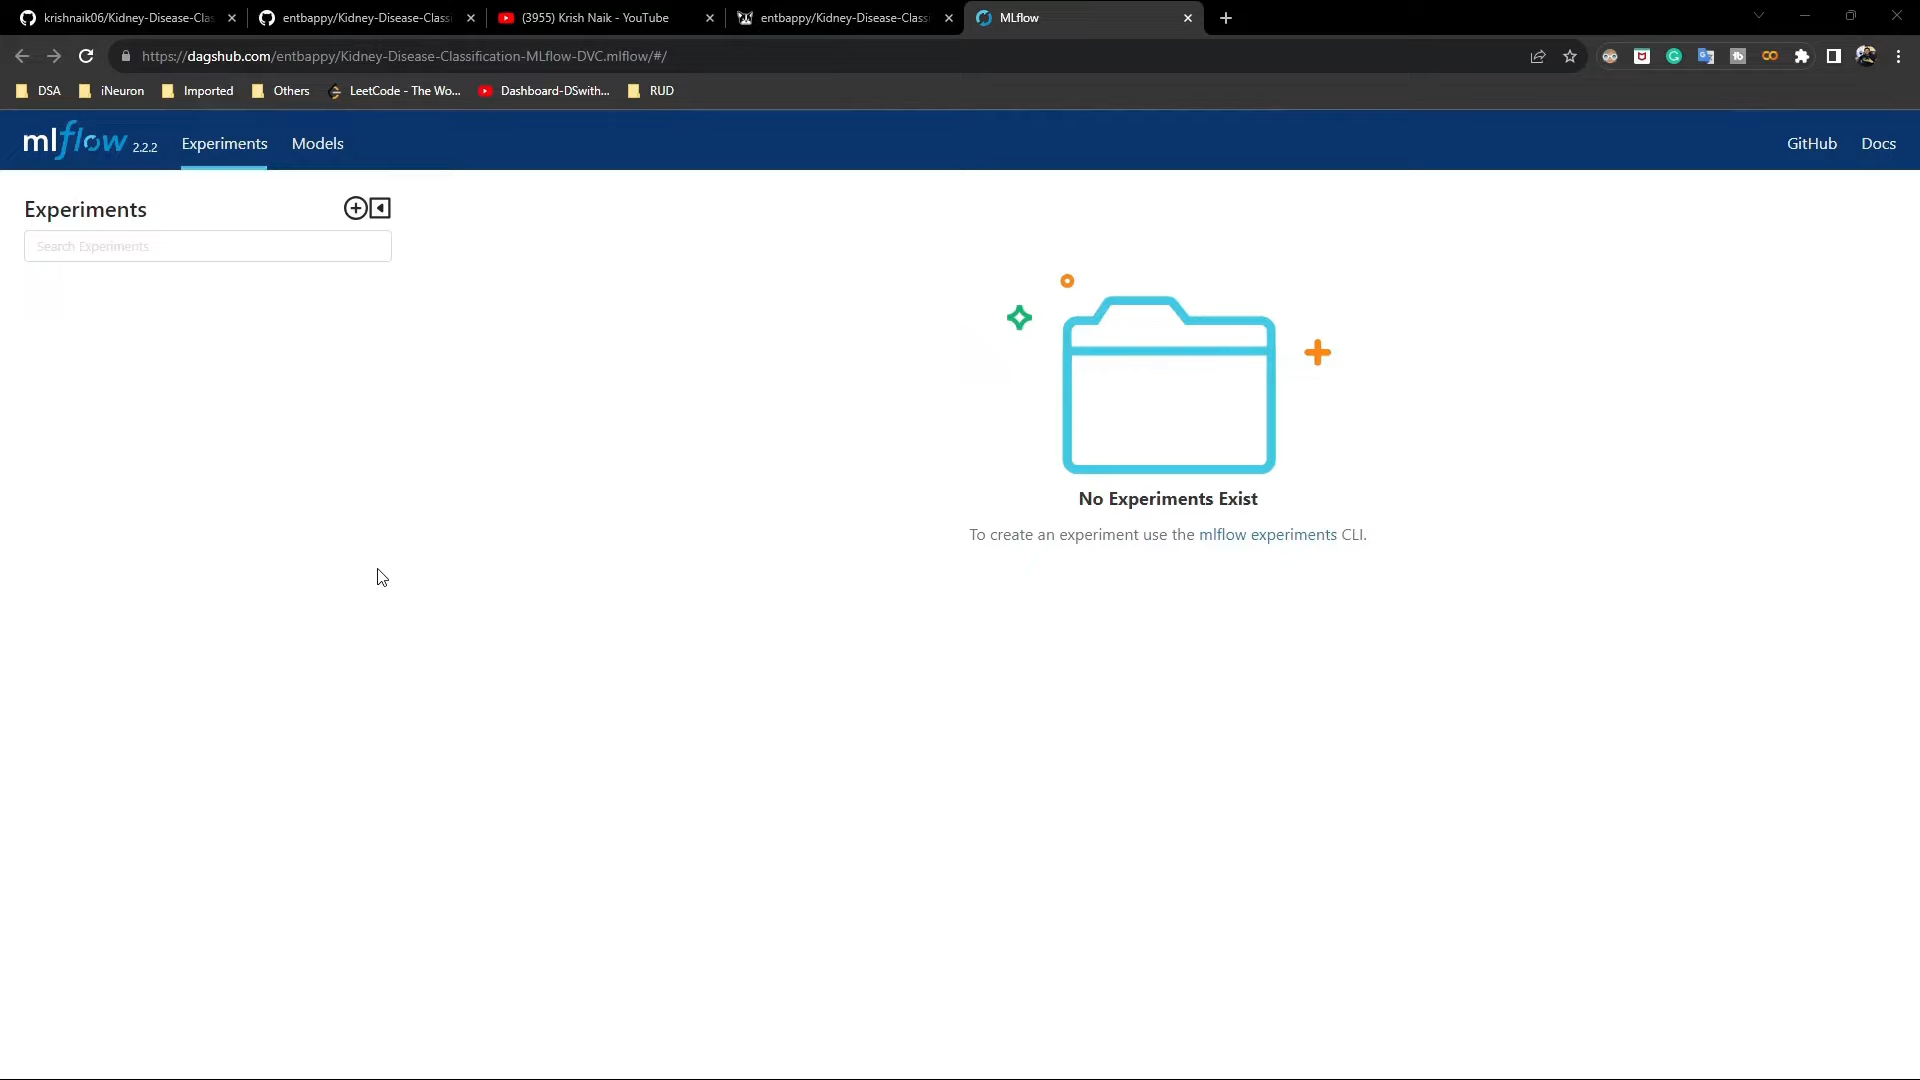 krishnaik06/Kidney-Disease-Clas
entbappy/Kidney-Disease-Classi
(3955) Krish Naik - YouTube
entbappy/Kidney-Disease-Classi
MLflow
https://dagshub.com/entbappy/Kidney-Disease-Classification-MLflow-DVC.mlflow/#/
DSA
iNeuron
Imported
Others
LeetCode - The Wo...
Dashboard-DSwith...
RUD
mlflow 2.2.2
Experiments
Models
GitHub
Docs
Experiments
Search Experiments
No Experiments Exist
To create an experiment use the mlflow experiments CLI.